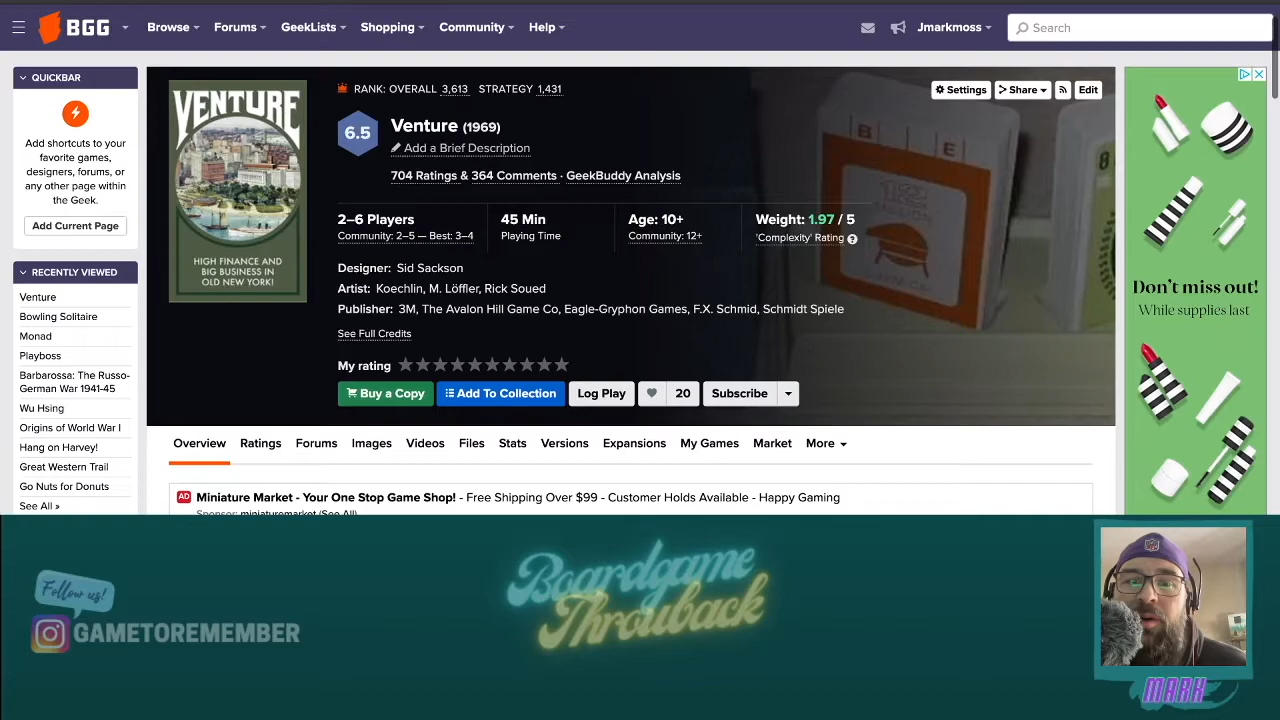 BGG
Browse
Forums
GeekLists
Shopping
Community
Help
Jmarkmoss
Search
QUICKBAR
Add shortcuts to your
favorite games,
designers, forums, or
any other page within
the Geek.
Add Current Page
RECENTLY VIEWED
Venture
Bowling Solitaire
Monad
Playboss
Barbarossa: The Russo-
German War 1941-45
Wu Hsing
Origins of World War I
Hang on Harvey!
Great Western Trail
Go Nuts for Donuts
See All »
VENTURE
HIGH FINANCE AND
BIG BUSINESS IN
OLD NEW YORK!
RANK: OVERALL 3,613 STRATEGY 1,431
Settings
Share
Edit
6.5
Venture (1969)
Add a Brief Description
704 Ratings & 364 Comments · GeekBuddy Analysis
2–6 Players
Community: 2–5 — Best: 3–4
45 Min
Playing Time
Age: 10+
Community: 12+
Weight: 1.97 / 5
'Complexity' Rating ?
Designer: Sid Sackson
Artist: Koechlin, M. Löffler, Rick Soued
Publisher: 3M, The Avalon Hill Game Co, Eagle-Gryphon Games, F.X. Schmid, Schmidt Spiele
See Full Credits
My rating
Buy a Copy
Add To Collection
Log Play
20
Subscribe
Overview
Ratings
Forums
Images
Videos
Files
Stats
Versions
Expansions
My Games
Market
More
AD Miniature Market - Your One Stop Game Shop! - Free Shipping Over $99 - Customer Holds Available - Happy Gaming
Sponsor: miniaturemarket (See All)
Don't miss out!
While supplies last
Follow us!
GAMETOREMEMBER
Boardgame
Throwback
MARK